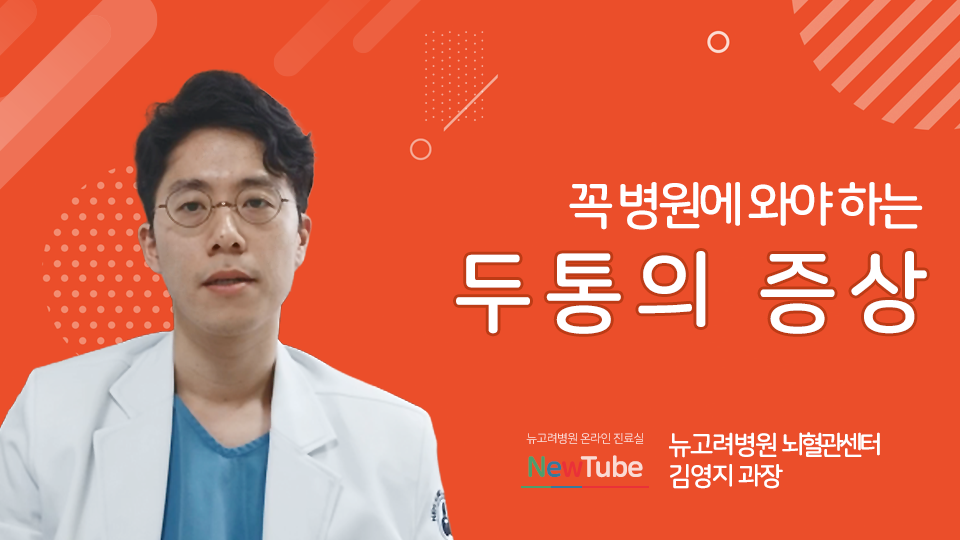 꼭 병원에 와야 하는
두통의 증상
뉴고려병원 온라인 진료실
NewTube
뉴고려병원 뇌혈관센터
김영지 과장